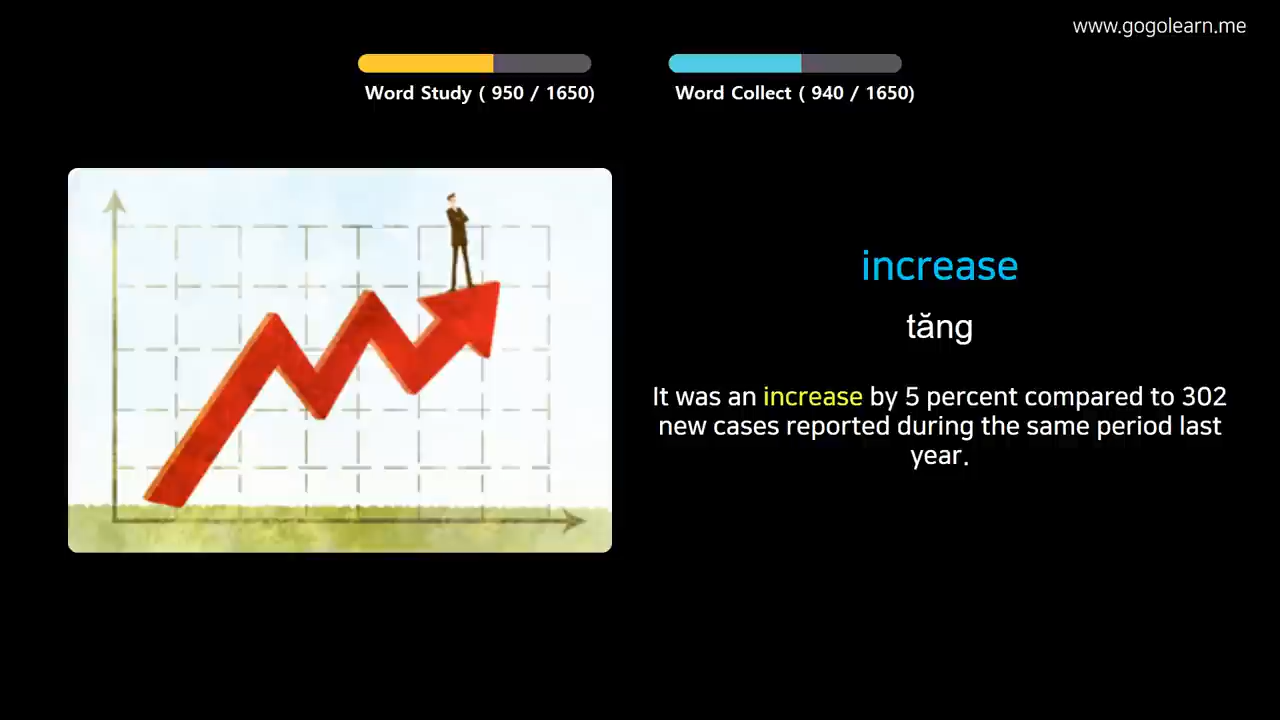 www.gogolearn.me
Word Study ( 950 / 1650)
Word Collect ( 940 / 1650)
increase
tăng
It was an increase by 5 percent compared to 302
new cases reported during the same period last
year.